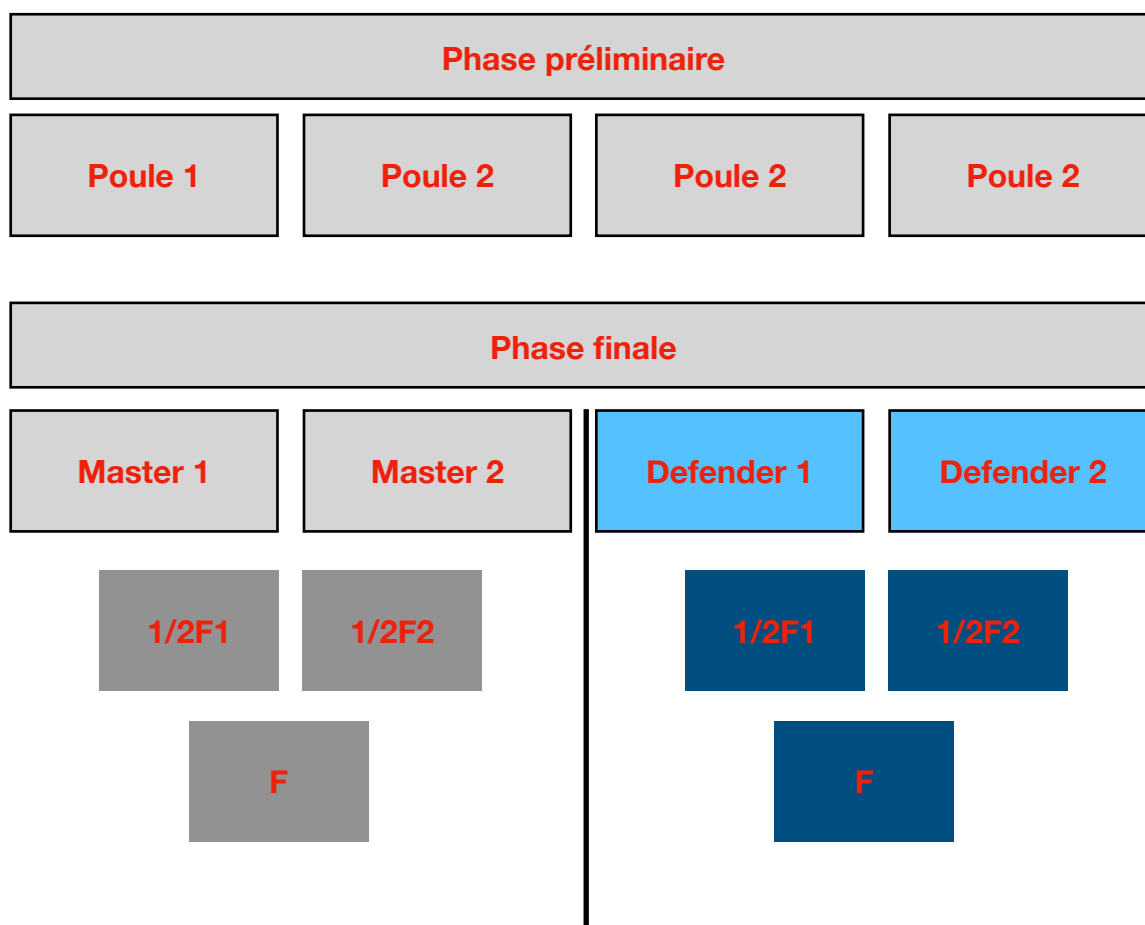 Phase préliminaire
Poule 1 Poule 2 Poule 2 Poule 2
Phase finale
Master 1 Master 2 Defender 1 Defender 2
1/2F1 1/2F2 1/2F1 1/2F2
F F